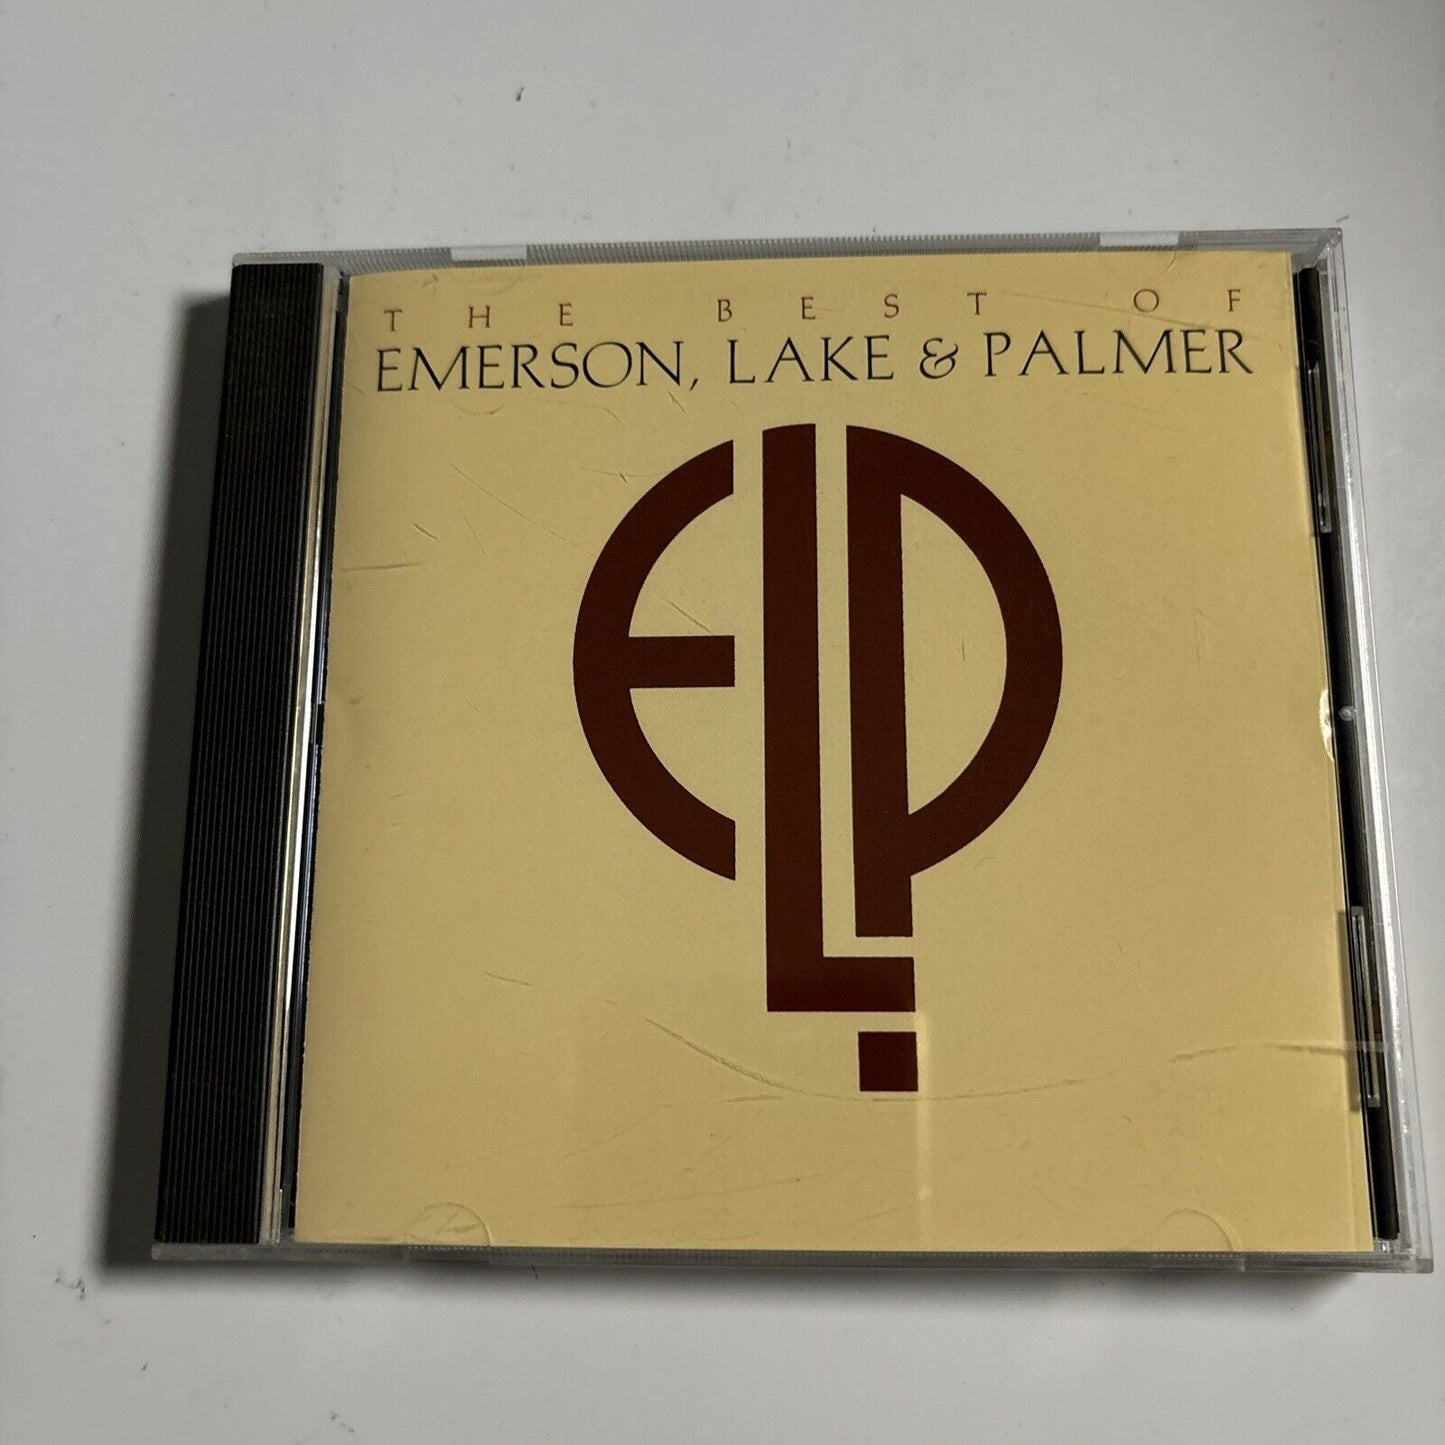 THE BEST OF
EMERSON, LAKE & PALMER
ELP.